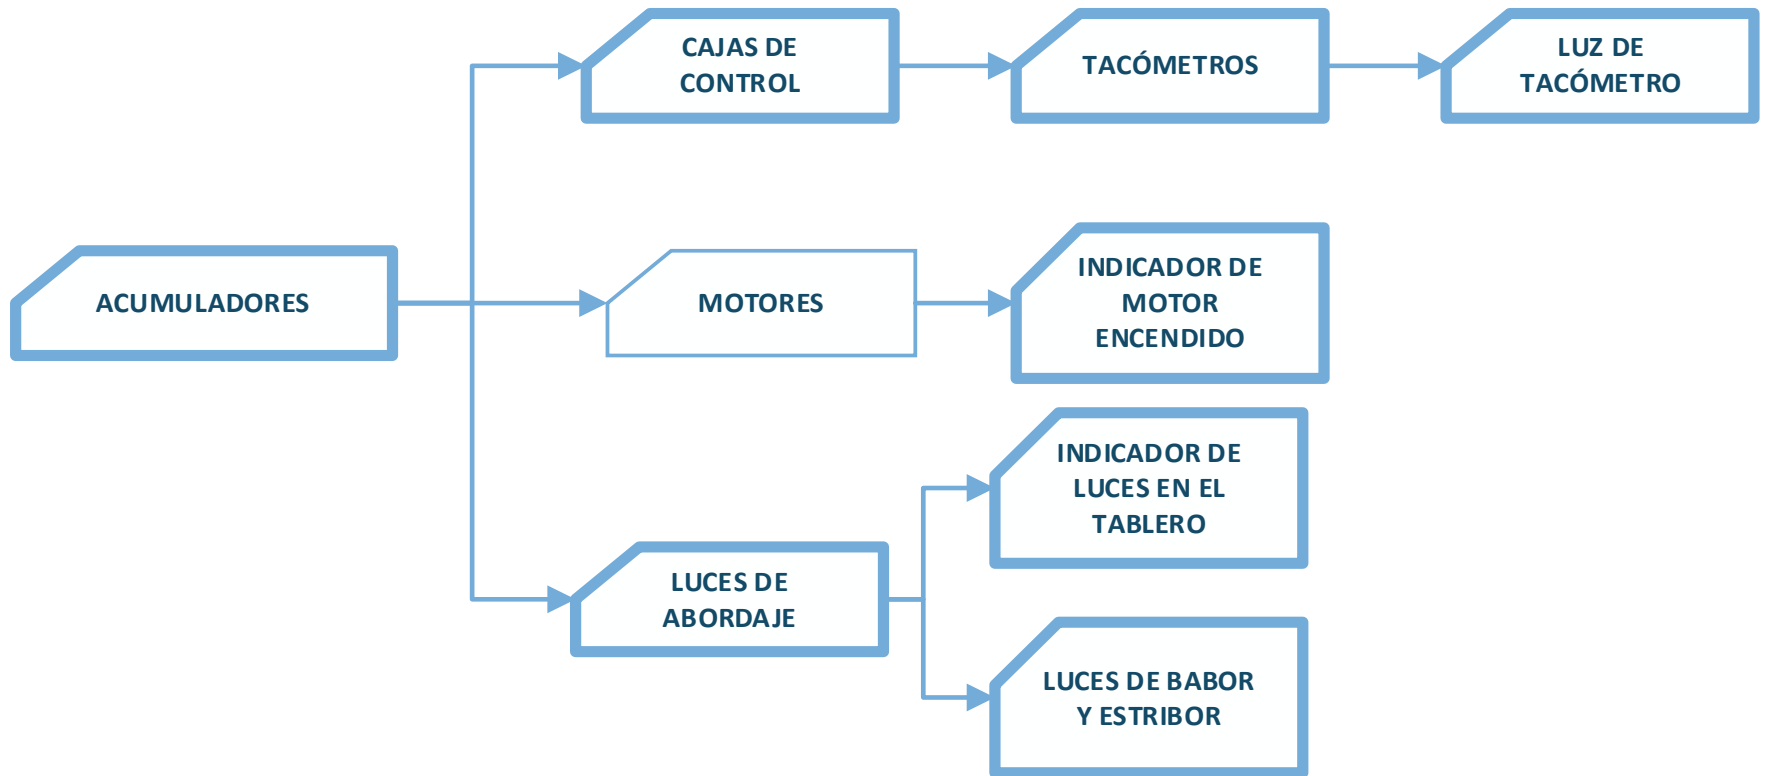 CAJAS DE
CONTROL
TACÓMETROS
LUZ DE
TACÓMETRO
ACUMULADORES
MOTORES
INDICADOR DE
MOTOR
ENCENDIDO
INDICADOR DE
LUCES EN EL
TABLERO
LUCES DE
ABORDAJE
LUCES DE BABOR
Y ESTRIBOR